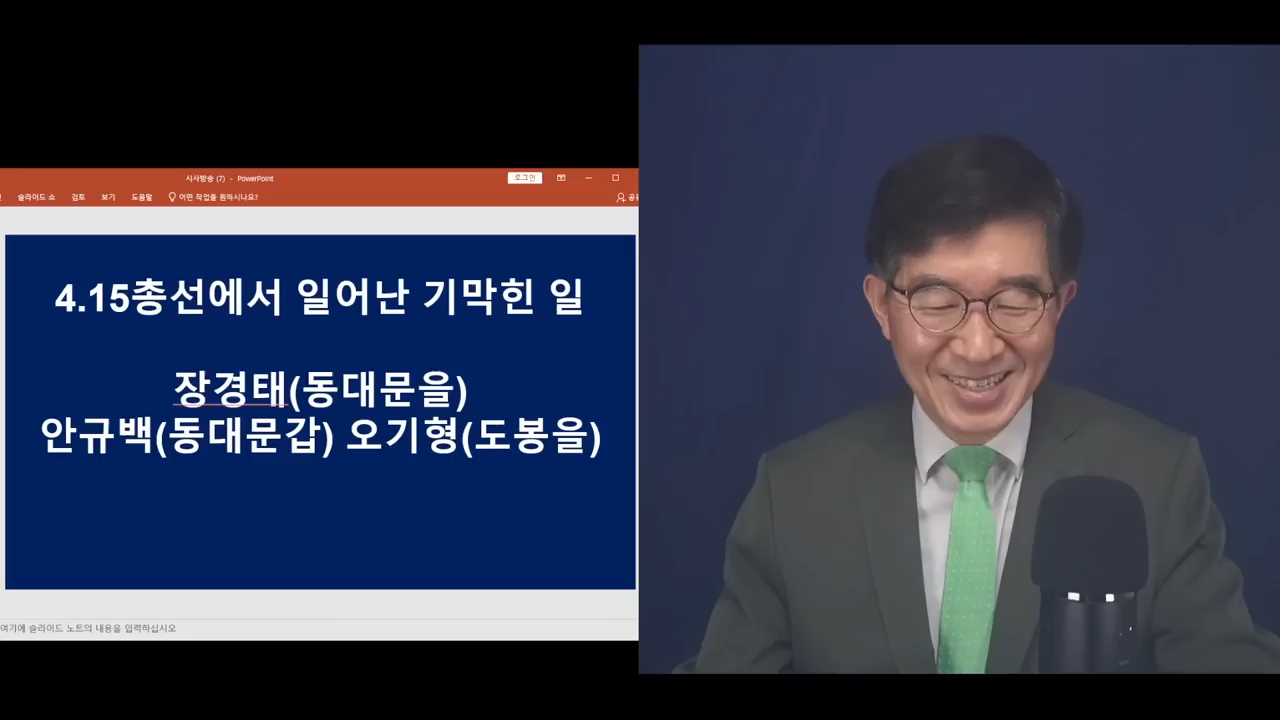 시사방송 (7) - PowerPoint
로그인
슬라이드 쇼 검토 보기 도움말 어떤 작업을 원하시나요?
4.15총선에서 일어난 기막힌 일
장경태(동대문을)
안규백(동대문갑) 오기형(도봉을)
여기에 슬라이드 노트의 내용을 입력하십시오